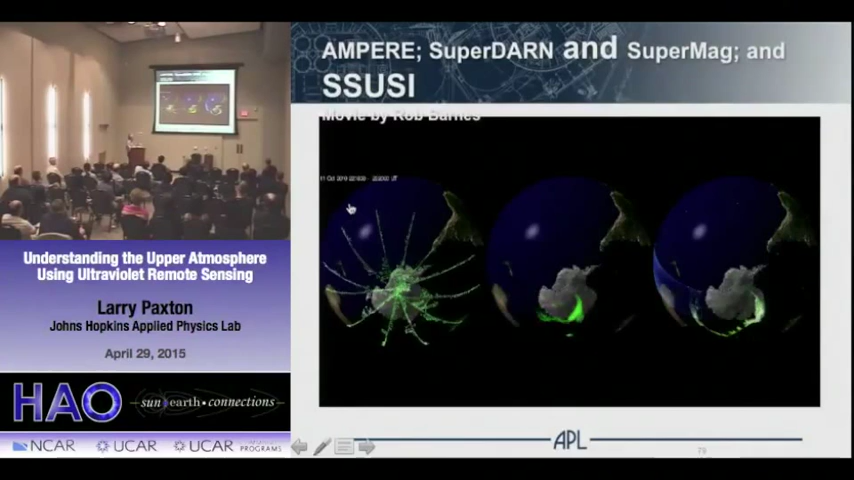 AMPERE; SuperDARN and SuperMag; and
SSUSI
Movie by Rob Barnes
Understanding the Upper Atmosphere
Using Ultraviolet Remote Sensing
Larry Paxton
Johns Hopkins Applied Physics Lab
April 29, 2015
HAO
sun earth • connections
NCAR
UCAR
UCAR
PROGRAMS
APL